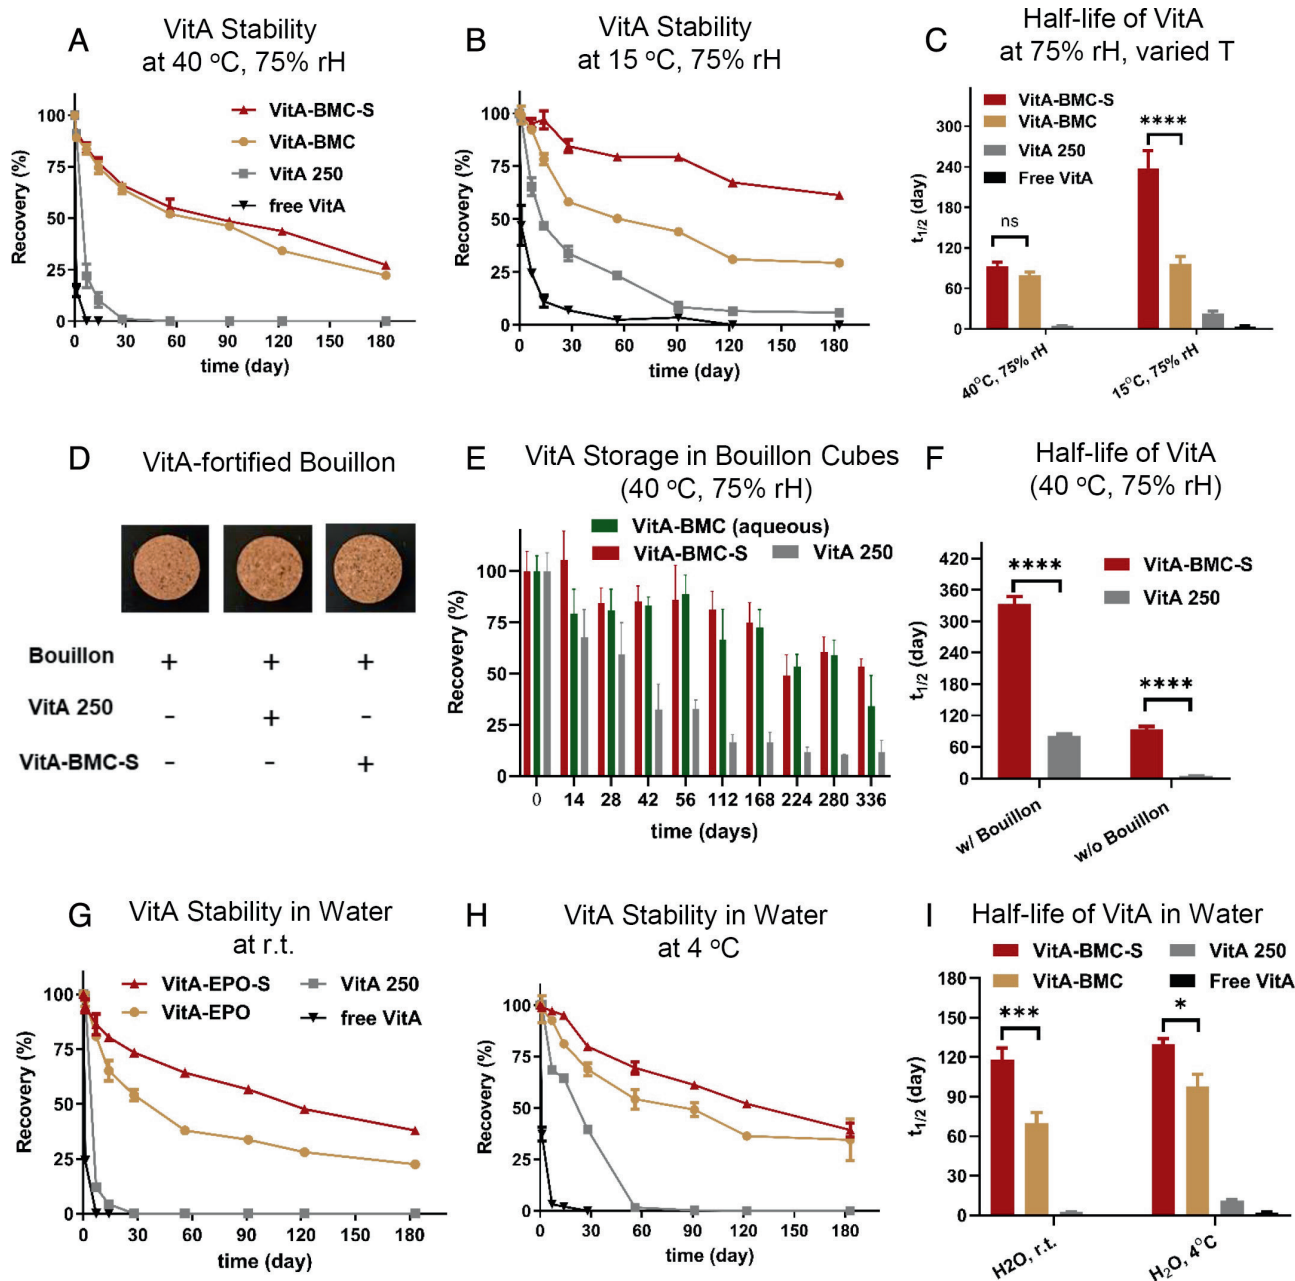 A
VitA Stability
at 40 °C, 75% rH
Recovery (%)
100
75
50
25
0
VitA-BMC-S
VitA-BMC
VitA 250
free VitA
0 30 60 90 120 150 180
time (day)
B
VitA Stability
at 15 °C, 75% rH
Recovery (%)
100
75
50
25
0
0 30 60 90 120 150 180
time (day)
C
Half-life of VitA
at 75% rH, varied T
VitA-BMC-S
VitA-BMC
VitA 250
Free VitA
t1/2 (day)
300
240
180
120
60
0
ns
****
40°C, 75% rH
15°C, 75% rH
D
VitA-fortified Bouillon
Bouillon + + +
VitA 250 - + -
VitA-BMC-S - - +
E
VitA Storage in Bouillon Cubes
(40 °C, 75% rH)
VitA-BMC (aqueous)
VitA-BMC-S VitA 250
Recovery (%)
100
75
50
25
0
0 14 28 42 56 112 168 224 280 336
time (days)
F
Half-life of VitA
(40 °C, 75% rH)
VitA-BMC-S
VitA 250
t1/2 (day)
420
360
300
240
180
120
60
0
****
****
w/ Bouillon
w/o Bouillon
G
VitA Stability in Water
at r.t.
VitA-EPO-S VitA 250
VitA-EPO free VitA
Recovery (%)
100
75
50
25
0
0 30 60 90 120 150 180
time (day)
H
VitA Stability in Water
at 4 °C
Recovery (%)
100
75
50
25
0
0 30 60 90 120 150 180
time (day)
I
Half-life of VitA in Water
VitA-BMC-S VitA 250
VitA-BMC Free VitA
t1/2 (day)
180
150
120
90
60
30
0
***
*
H2O, r.t.
H2O, 4°C